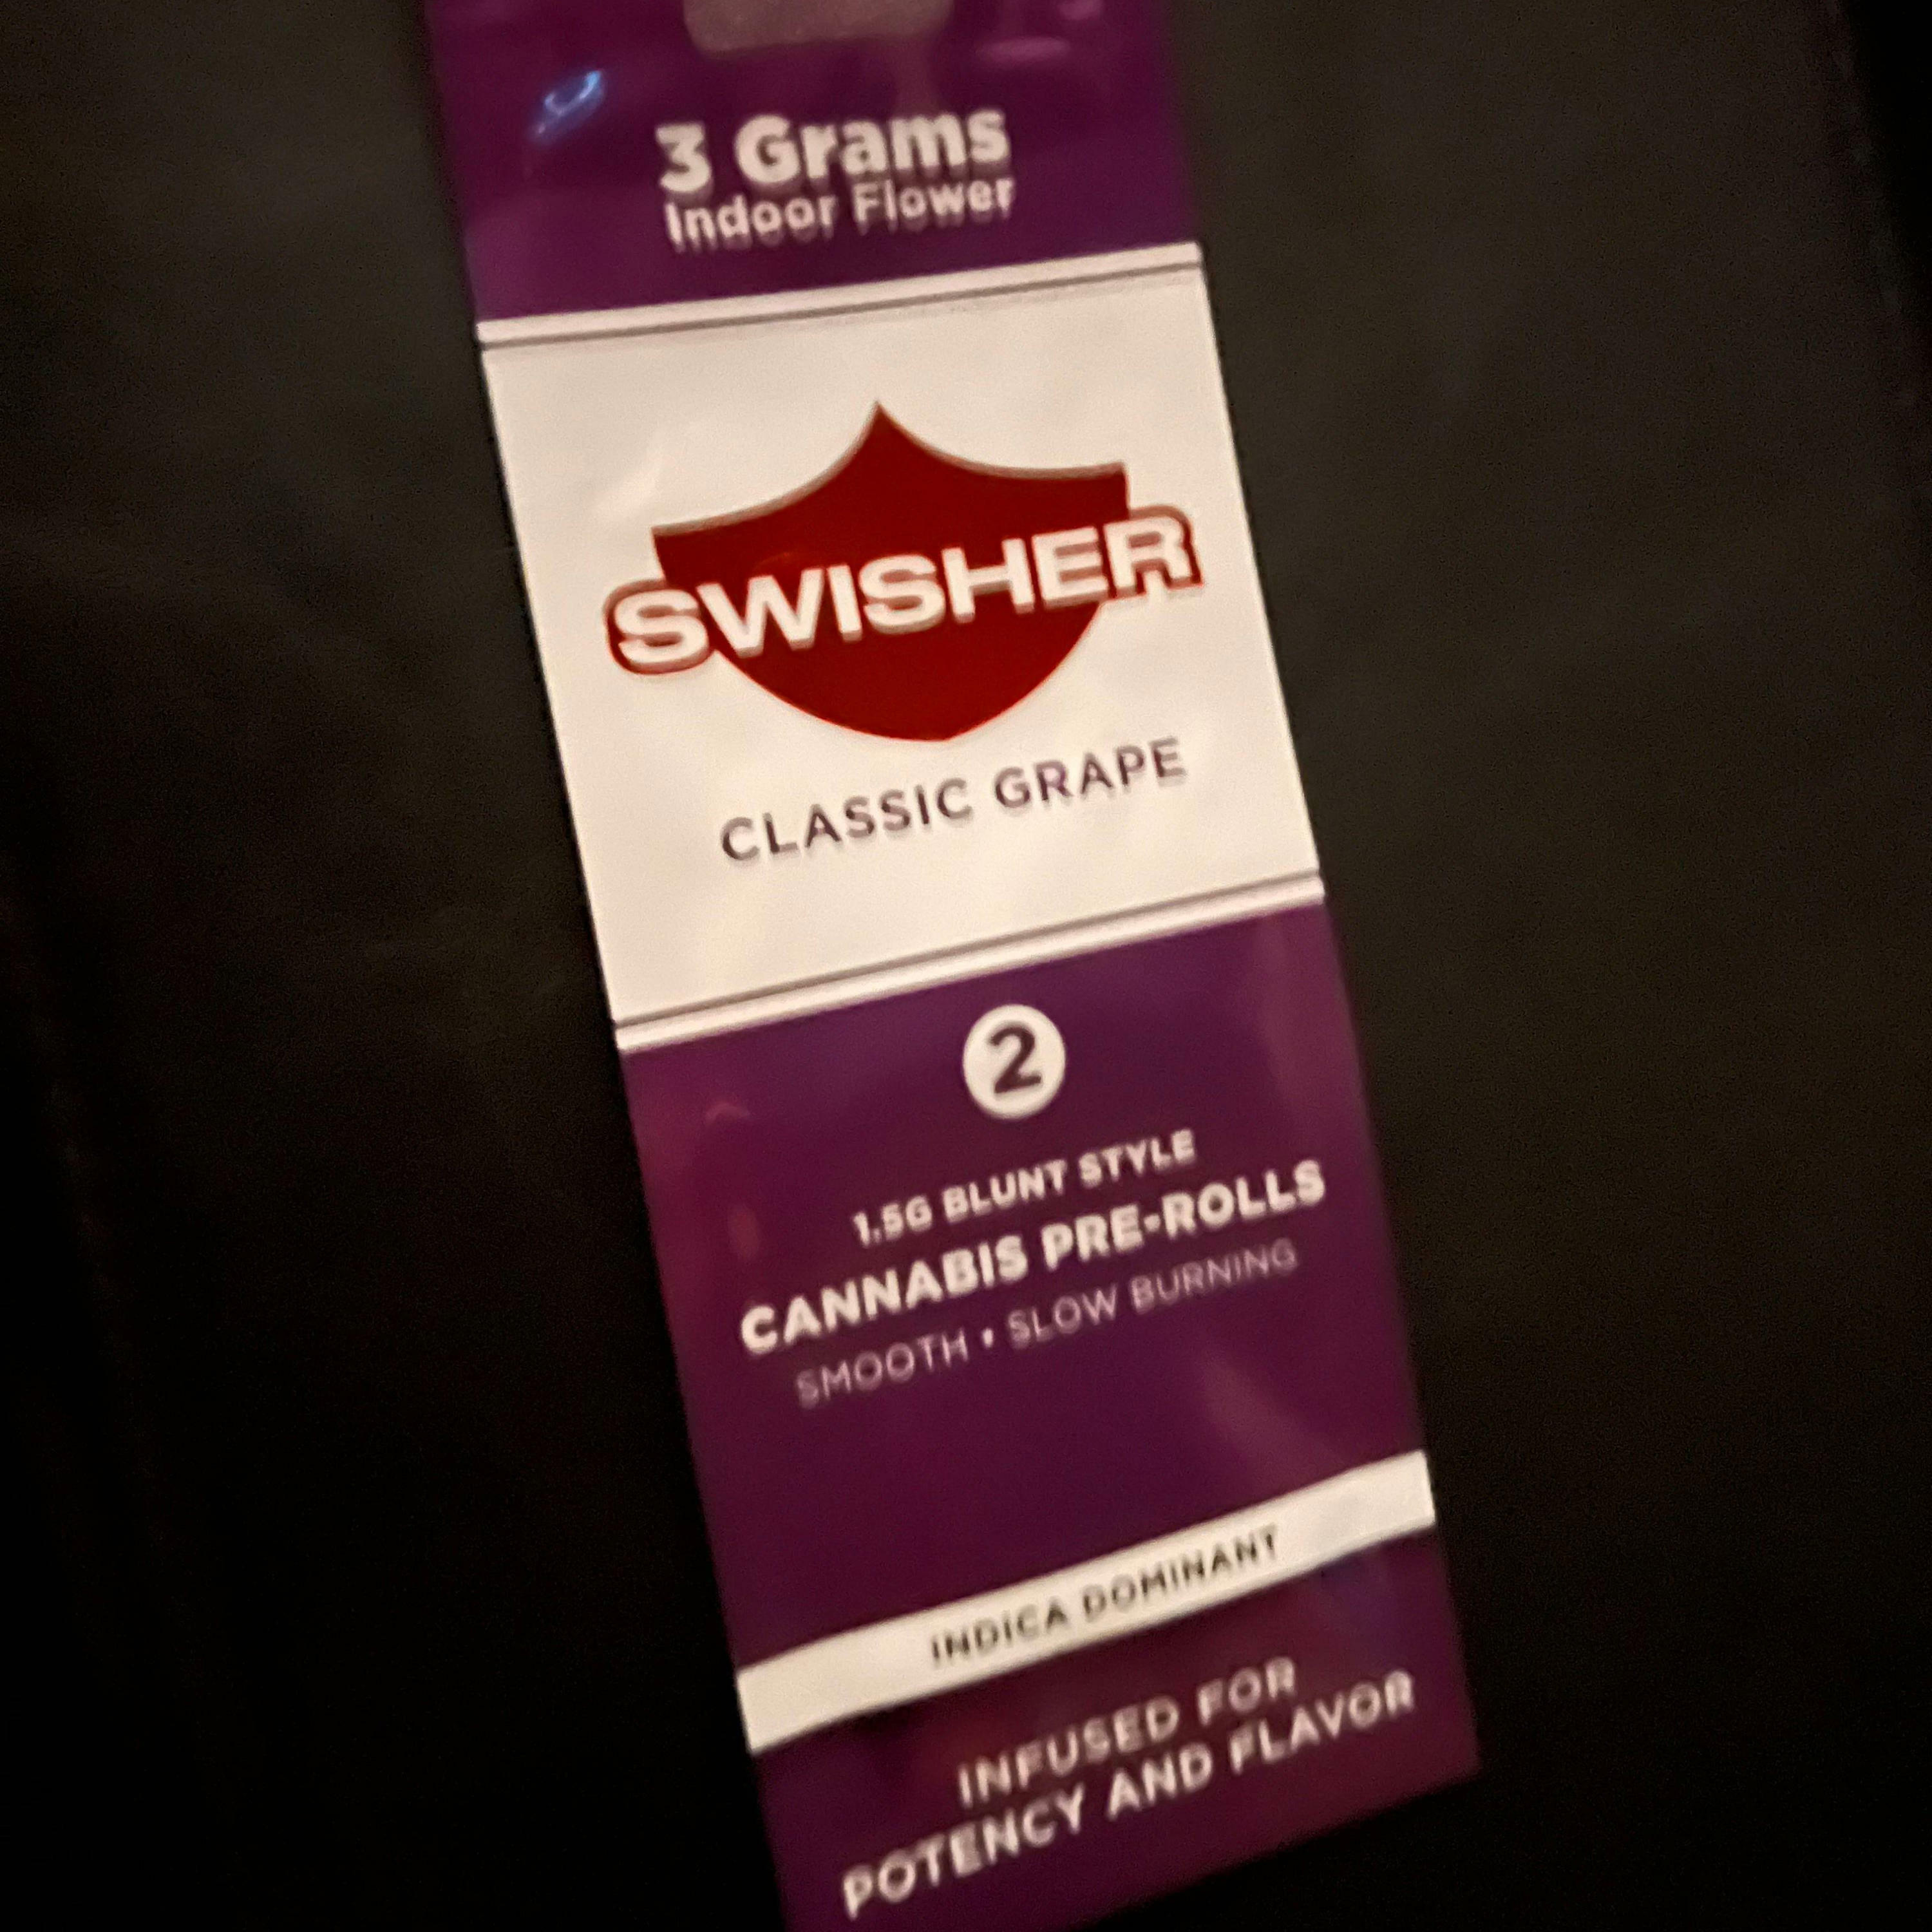 3 Grams
Indoor Flower
SWISHER
CLASSIC GRAPE
2
1.5G BLUNT STYLE
CANNABIS PRE-ROLLS
SMOOTH • SLOW BURNING
INDICA DOMINANT
INFUSED FOR
POTENCY AND FLAVOR